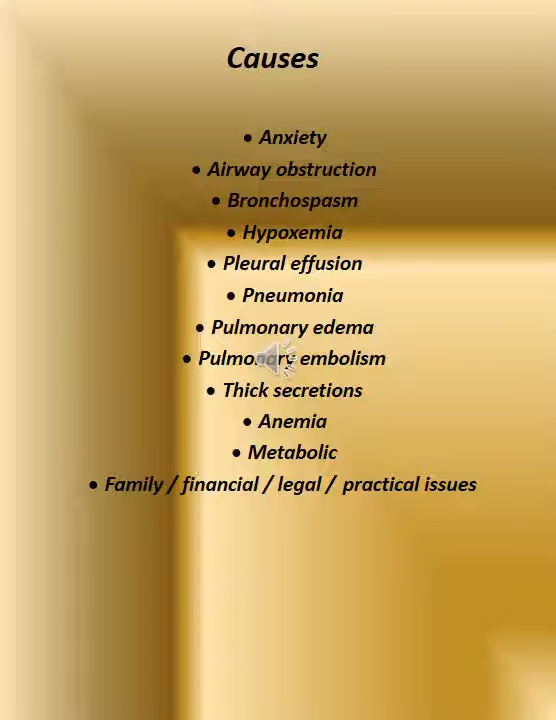 Causes
• Anxiety
• Airway obstruction
• Bronchospasm
• Hypoxemia
• Pleural effusion
• Pneumonia
• Pulmonary edema
• Pulmonary embolism
• Thick secretions
• Anemia
• Metabolic
• Family / financial / legal / practical issues